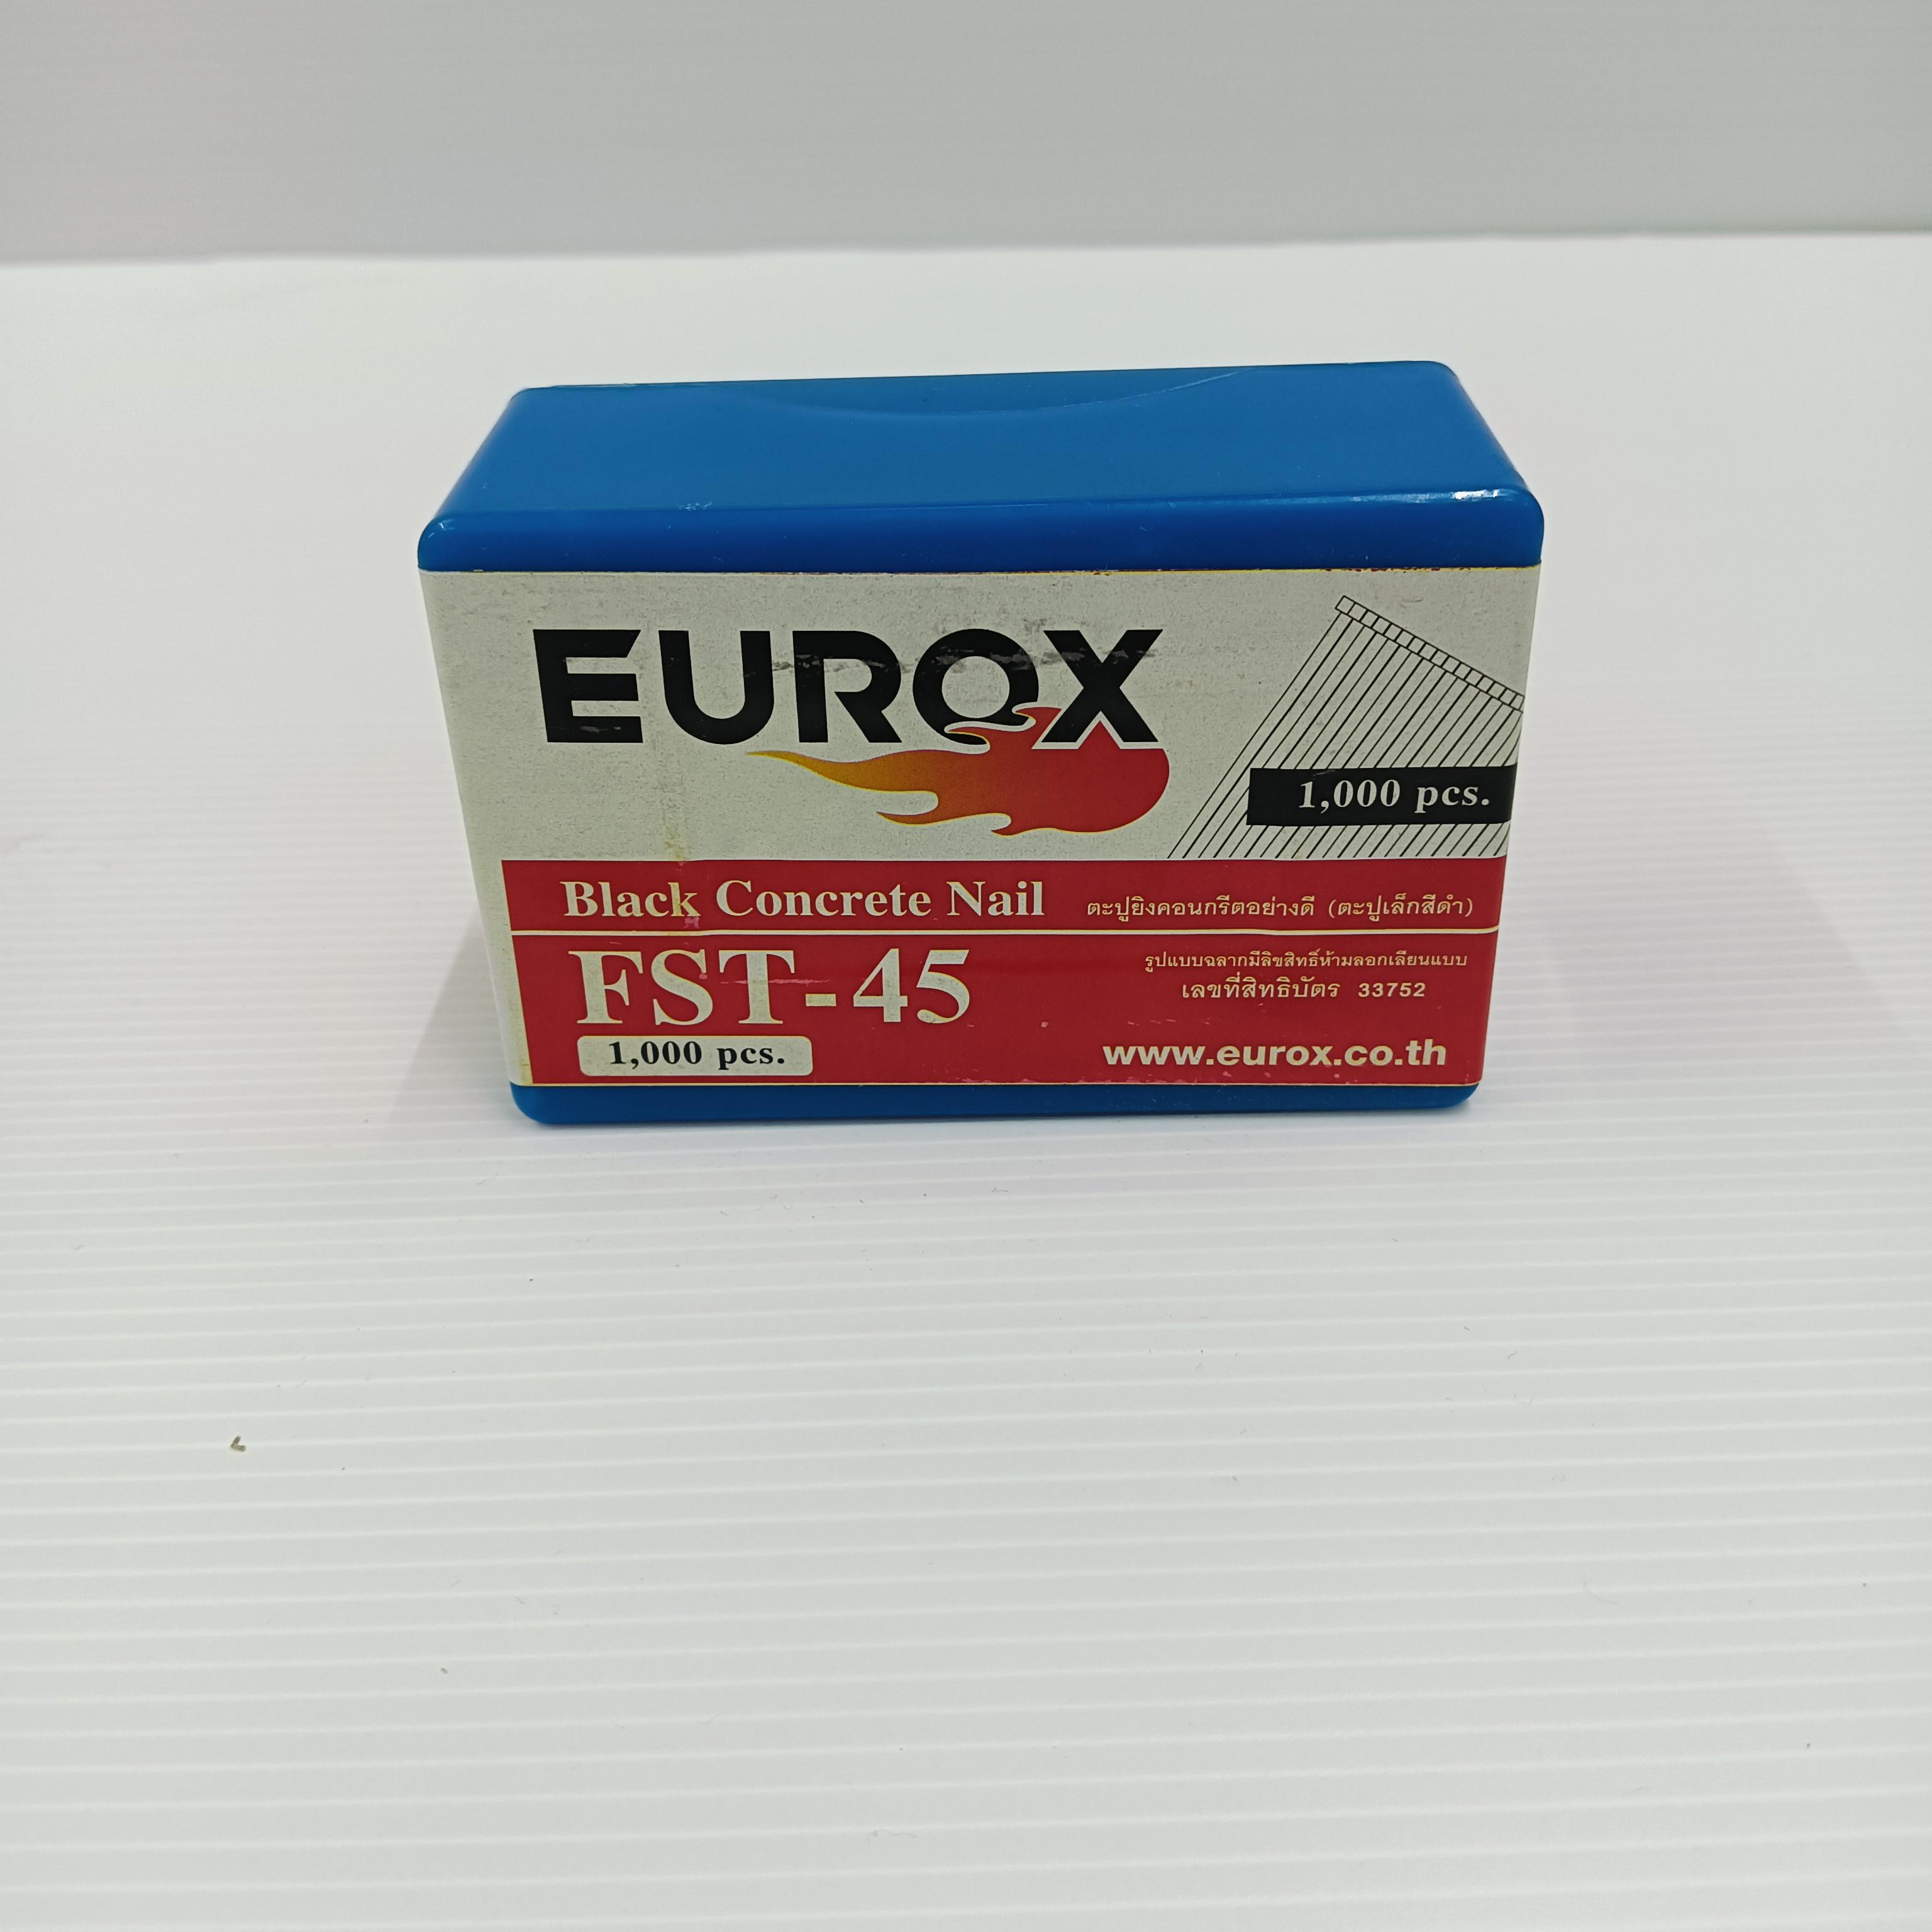 EUROX
1,000 pcs.
Black Concrete Nail ตะปูยิงคอนกรีตอย่างดี (ตะปูเล็กสีดำ)
FST-45
รูปแบบฉลากมีลิขสิทธิ์ห้ามลอกเลียนแบบ
เลขที่สิทธิบัตร 33752
1,000 pcs.
www.eurox.co.th